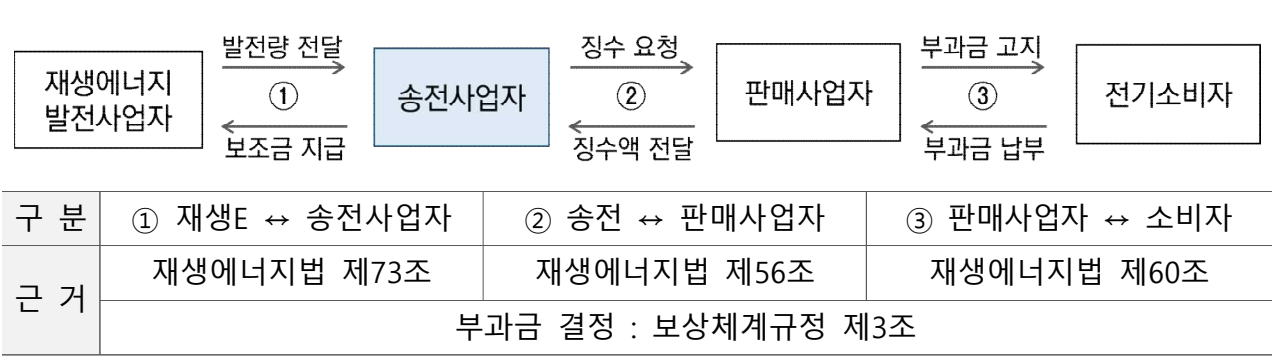 발전량 전달
징수 요청
부과금 고지
재생에너지
발전사업자
①
송전사업자
②
판매사업자
③
전기소비자
보조금 지급
징수액 전달
부과금 납부
구 분
① 재생E ↔ 송전사업자
② 송전 ↔ 판매사업자
③ 판매사업자 ↔ 소비자
근 거
재생에너지법 제73조
재생에너지법 제56조
재생에너지법 제60조
부과금 결정 : 보상체계규정 제3조